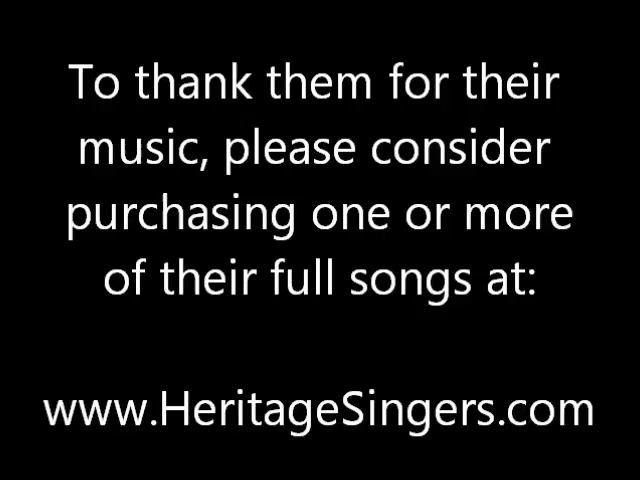 To thank them for their
music, please consider
purchasing one or more
of their full songs at:
www.HeritageSingers.com